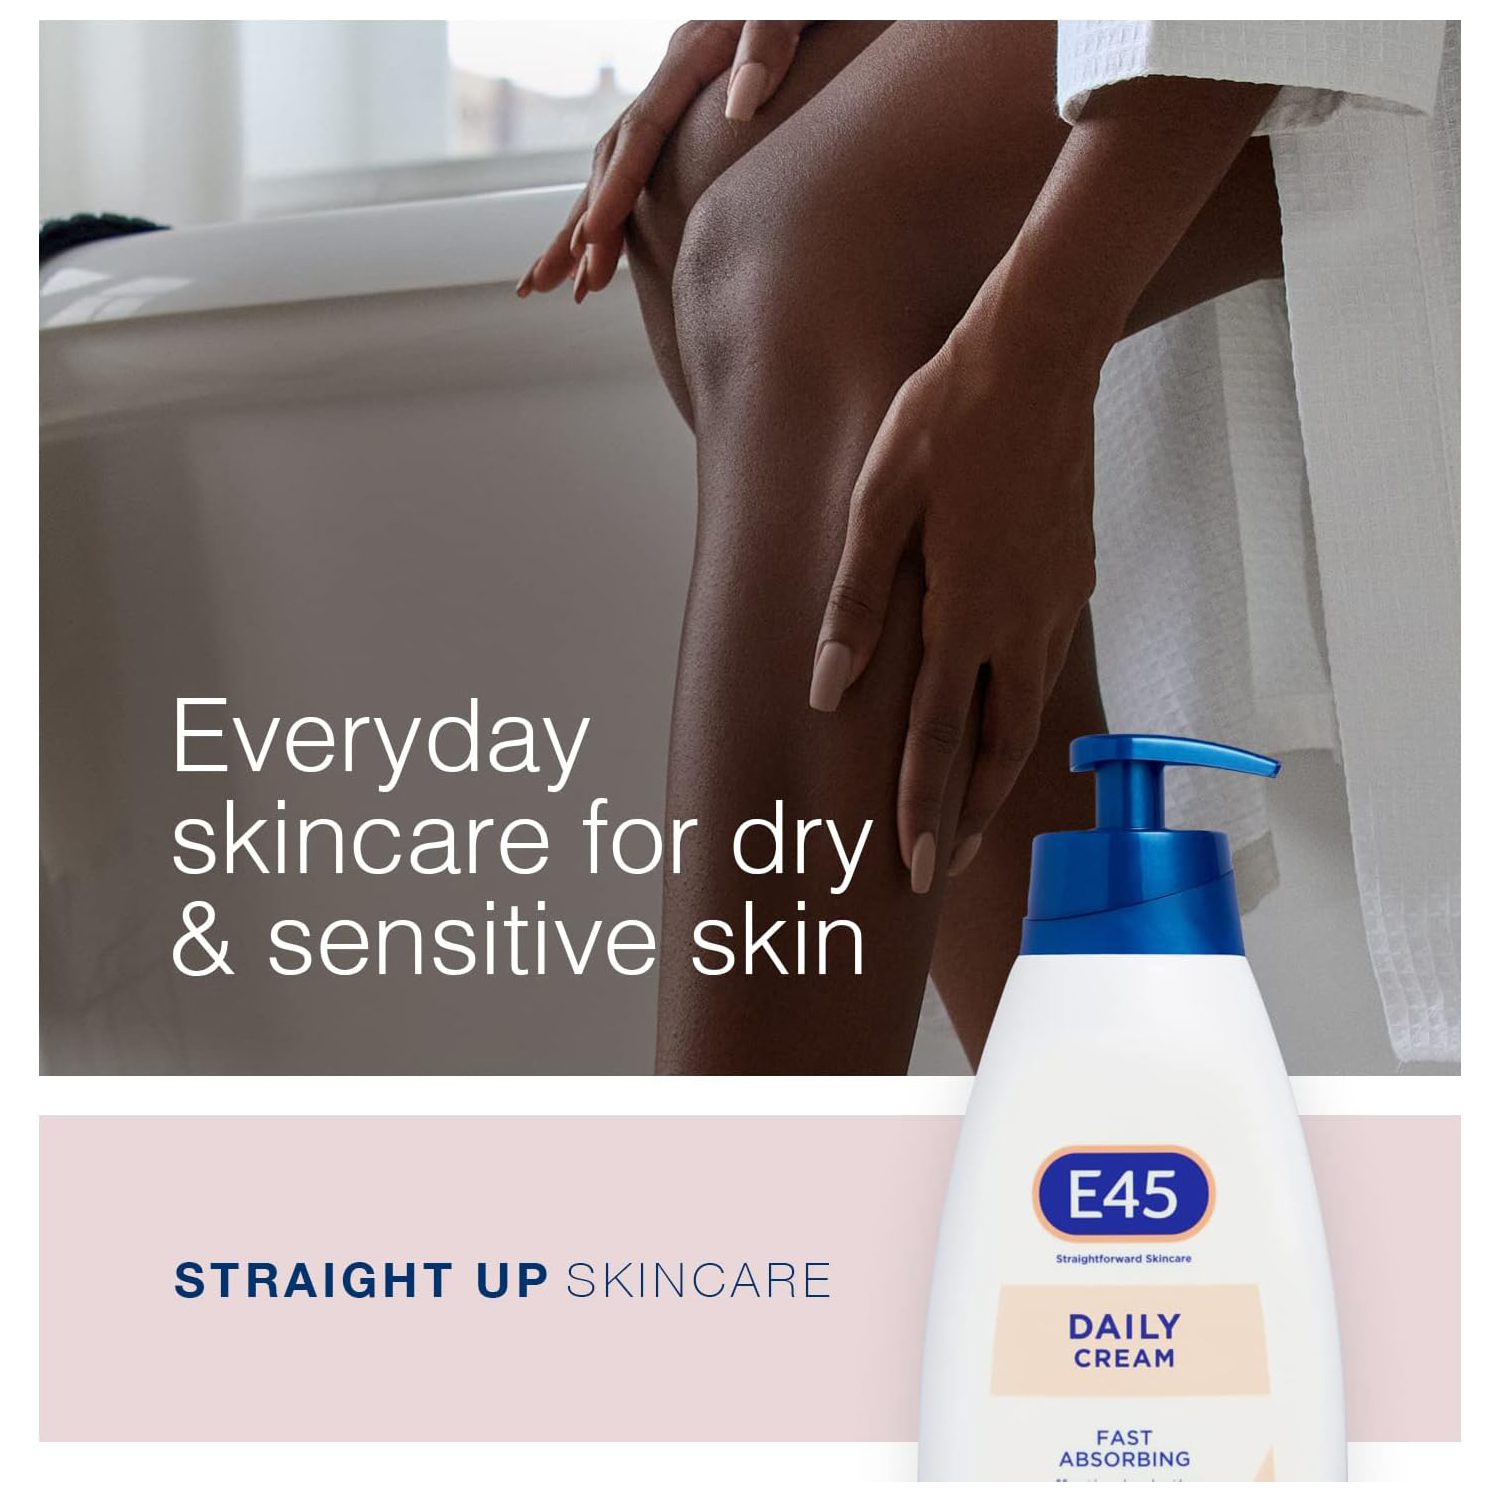 Everyday
skincare for dry
& sensitive skin
STRAIGHT UP SKINCARE
E45
Straightforward Skincare
DAILY
CREAM
FAST
ABSORBING